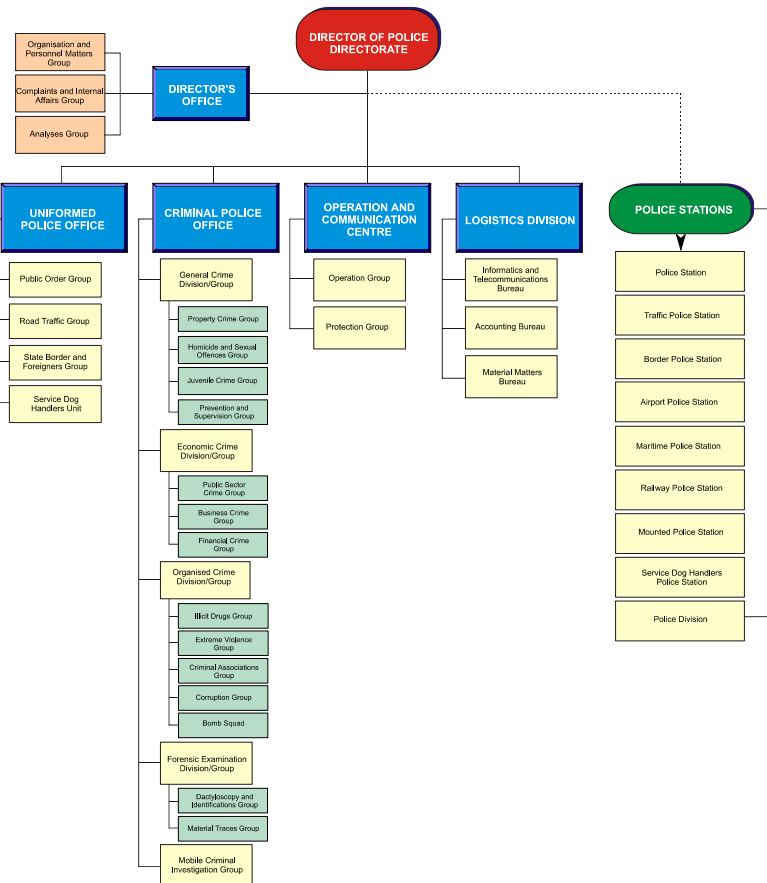 DIRECTOR OF POLICE
DIRECTORATE
Organisation and
Personnel Matters
Group
Complaints and Internal
Affairs Group
Analyses Group
DIRECTOR'S
OFFICE
UNIFORMED
POLICE OFFICE
Public Order Group
Road Traffic Group
State Border and
Foreigners Group
Service Dog
Handlers Unit
CRIMINAL POLICE
OFFICE
General Crime
Division/Group
Property Crime Group
Homicide and Sexual
Offences Group
Juvenile Crime Group
Prevention and
Supervision Group
Economic Crime
Division/Group
Public Sector
Crime Group
Business Crime
Group
Financial Crime
Group
Organised Crime
Division/Group
Illicit Drugs Group
Extreme Violence
Group
Criminal Associations
Group
Corruption Group
Bomb Squad
Forensic Examination
Division/Group
Dactyloscopy and
Identifications Group
Material Traces Group
Mobile Criminal
Investigation Group
OPERATION AND
COMMUNICATION
CENTRE
Operation Group
Protection Group
LOGISTICS DIVISION
Informatics and
Telecommunications
Bureau
Accounting Bureau
Material Matters
Bureau
POLICE STATIONS
Police Station
Traffic Police Station
Border Police Station
Airport Police Station
Maritime Police Station
Railway Police Station
Mounted Police Station
Service Dog Handlers
Police Station
Police Division